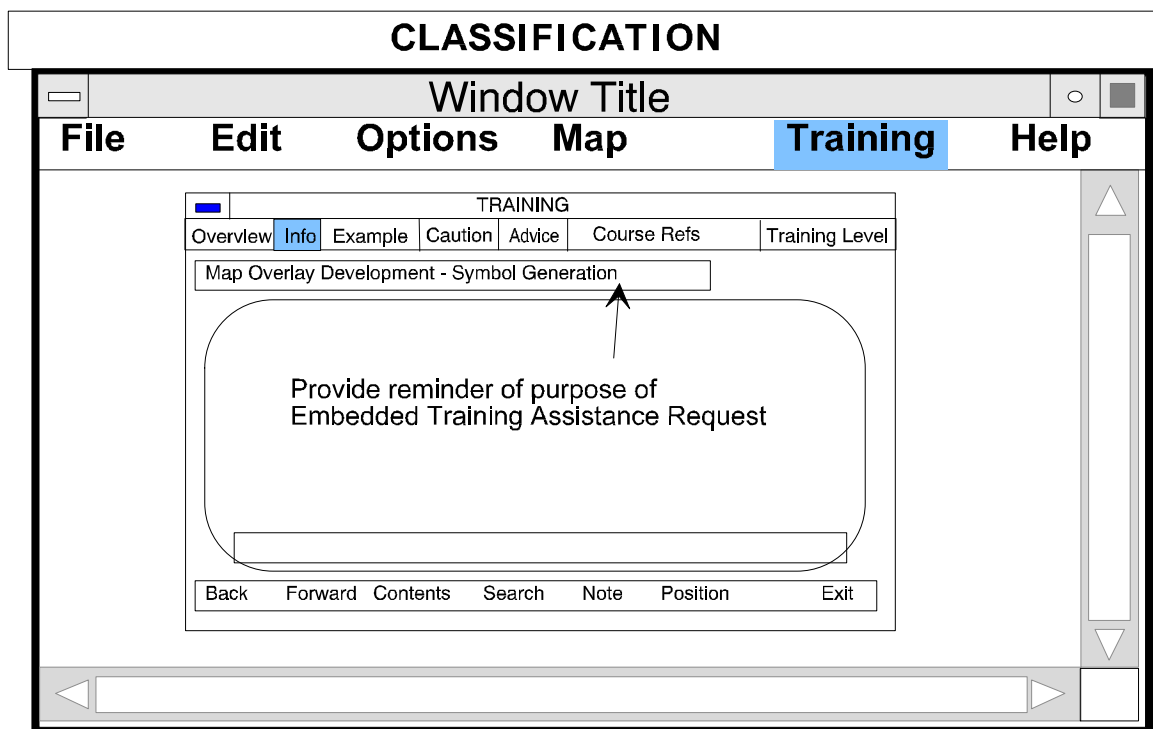 CLASSIFICATION
Window Title
File Edit Options Map Training Help
TRAINING
Overview Info Example Caution Advice Course Refs Training Level
Map Overlay Development - Symbol Generation
Provide reminder of purpose of
Embedded Training Assistance Request
Back Forward Contents Search Note Position Exit